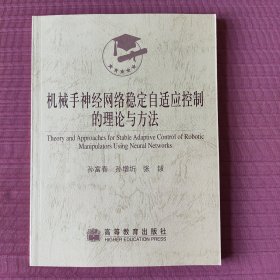 机械手神经网络稳定自适应控制
的理论与方法
Theory and Approaches for Stable Adaptive Control of Robotic
Manipulators Using Neural Networks
孙富春 孙增圻 张钹
高等教育出版社
HIGHER EDUCATION PRESS